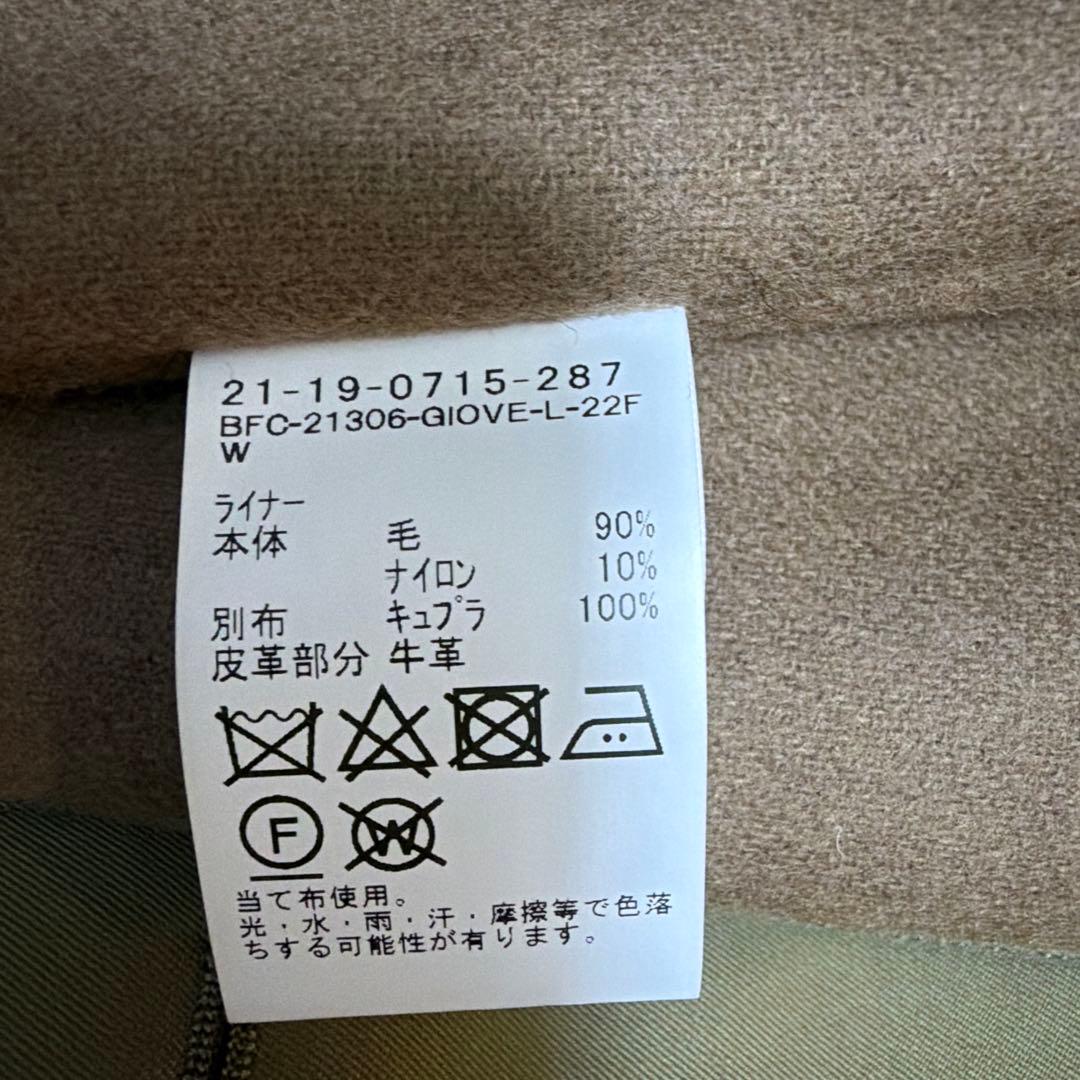 21-19-0715-287
BFC-21306-GIOVE-L-22F
W
ライナー
本体 毛 90%
ナイロン 10%
別布 キュプラ 100%
皮革部分 牛革
F W
当て布使用。
光・水・雨・汗・摩擦等で色落
ちする可能性が有ります。